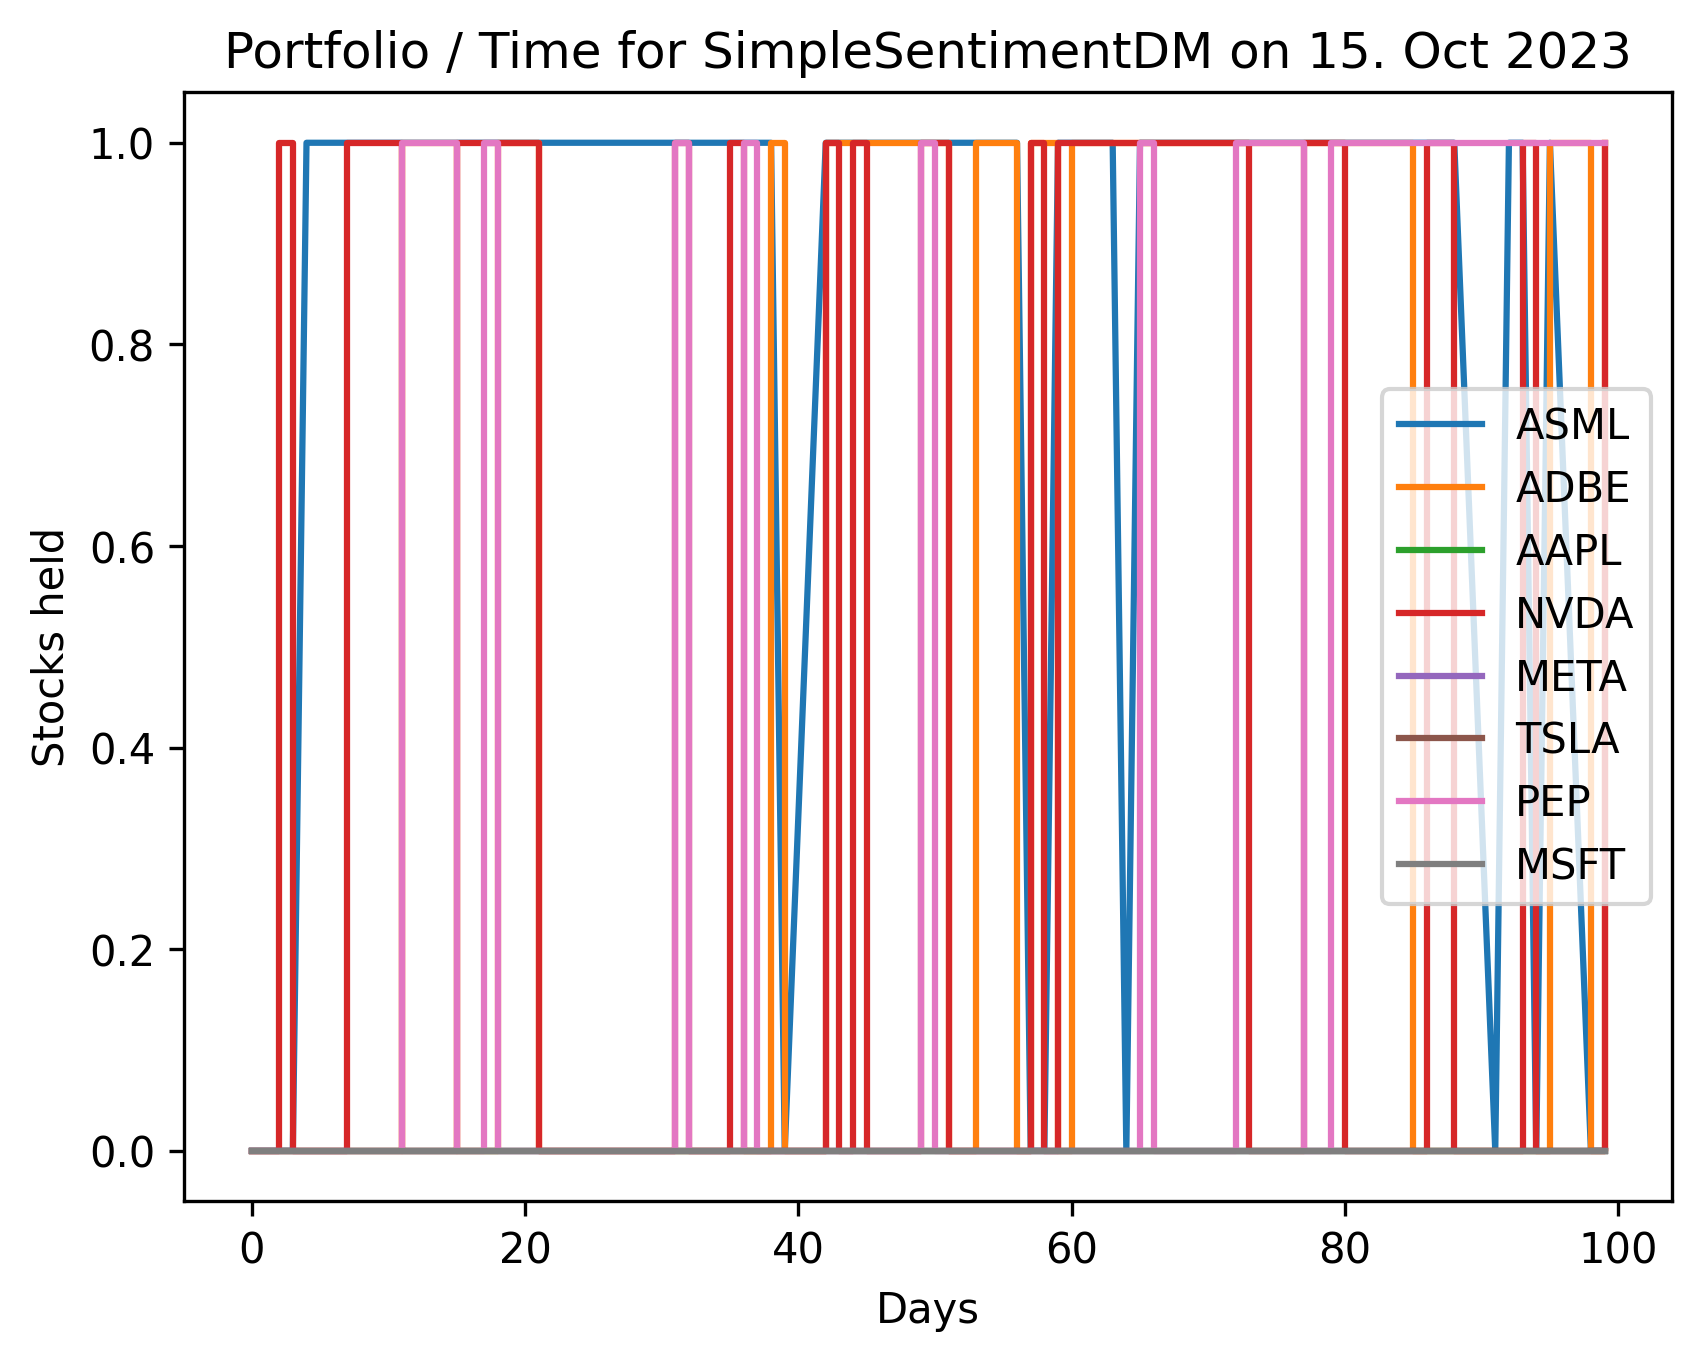 Portfolio / Time for SimpleSentimentDM on 15. Oct 2023
1.0
0.8
0.6
0.4
0.2
0.0
Stocks held
ASML
ADBE
AAPL
NVDA
META
TSLA
PEP
MSFT
0 20 40 60 80 100
Days